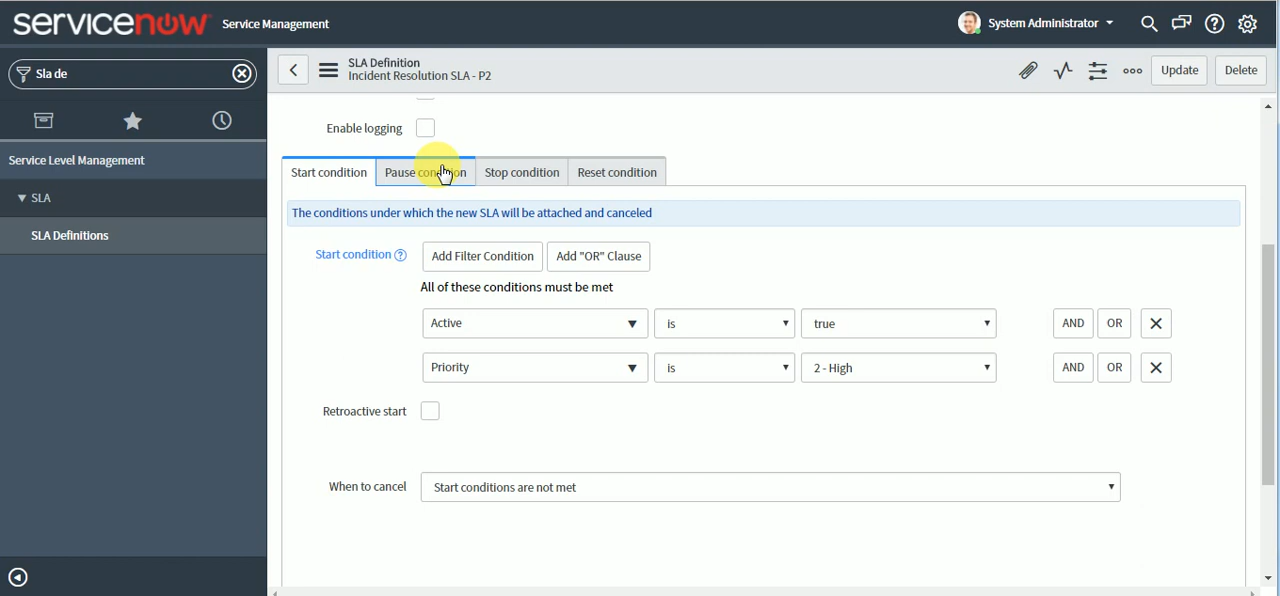 servicenow Service Management
System Administrator
Sla de
SLA Definition
Incident Resolution SLA - P2
Update Delete
Service Level Management
SLA
SLA Definitions
Enable logging
Start condition Pause condition Stop condition Reset condition
The conditions under which the new SLA will be attached and canceled
Start condition Add Filter Condition Add "OR" Clause
All of these conditions must be met
Active is true AND OR
Priority is 2 - High AND OR
Retroactive start
When to cancel Start conditions are not met